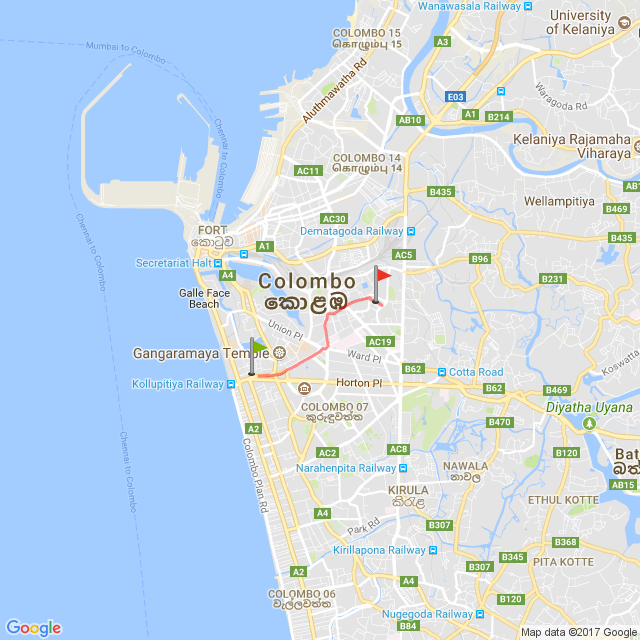 Wanawasala Railway
University
of Kelaniya
COLOMBO 15
කොළඹ 15
A3
A3
Mumbai to Colombo
E03
Waragoda Rd
Aluthmawatha Rd
A1
B214
AB10
Chennai to Colombo
Kelaniya Rajamaha
Viharaya
COLOMBO 14
கொழும்பு 14
AC11
B435
Wellampitiya
B469
AC30
FORT
කොටුව
Dematagoda Railway
B435
Chennai to Colombo
A1
AC5
B96
Secretariat Halt
A4
B231
Colombo
කොළඹ
Galle Face
Beach
Union Pl
AC19
Gangaramaya Temple
Ward Pl
B62
Cotta Road
Koswatta
Kollupitiya Railway
Horton Pl
B62
COLOMBO 07
කුරුඳුවත්ත
Diyatha Uyana
A2
B470
Chennai to Colombo
Colombo Plan Rd
AC2
AC8
B120
Bat
Narahenpita Railway
NAWALA
නාවල
AB15
KIRULA
කිරුළ
B469
ETHUL KOTTE
A4
Park Rd
B307
B307
B368
Kirillapona Railway
B345
PITA KOTTE
A2
B307
A4
COLOMBO 06
වැල්ලවත්ත
B120
Nugegoda Railway
B84
Google
Map data ©2017 Google